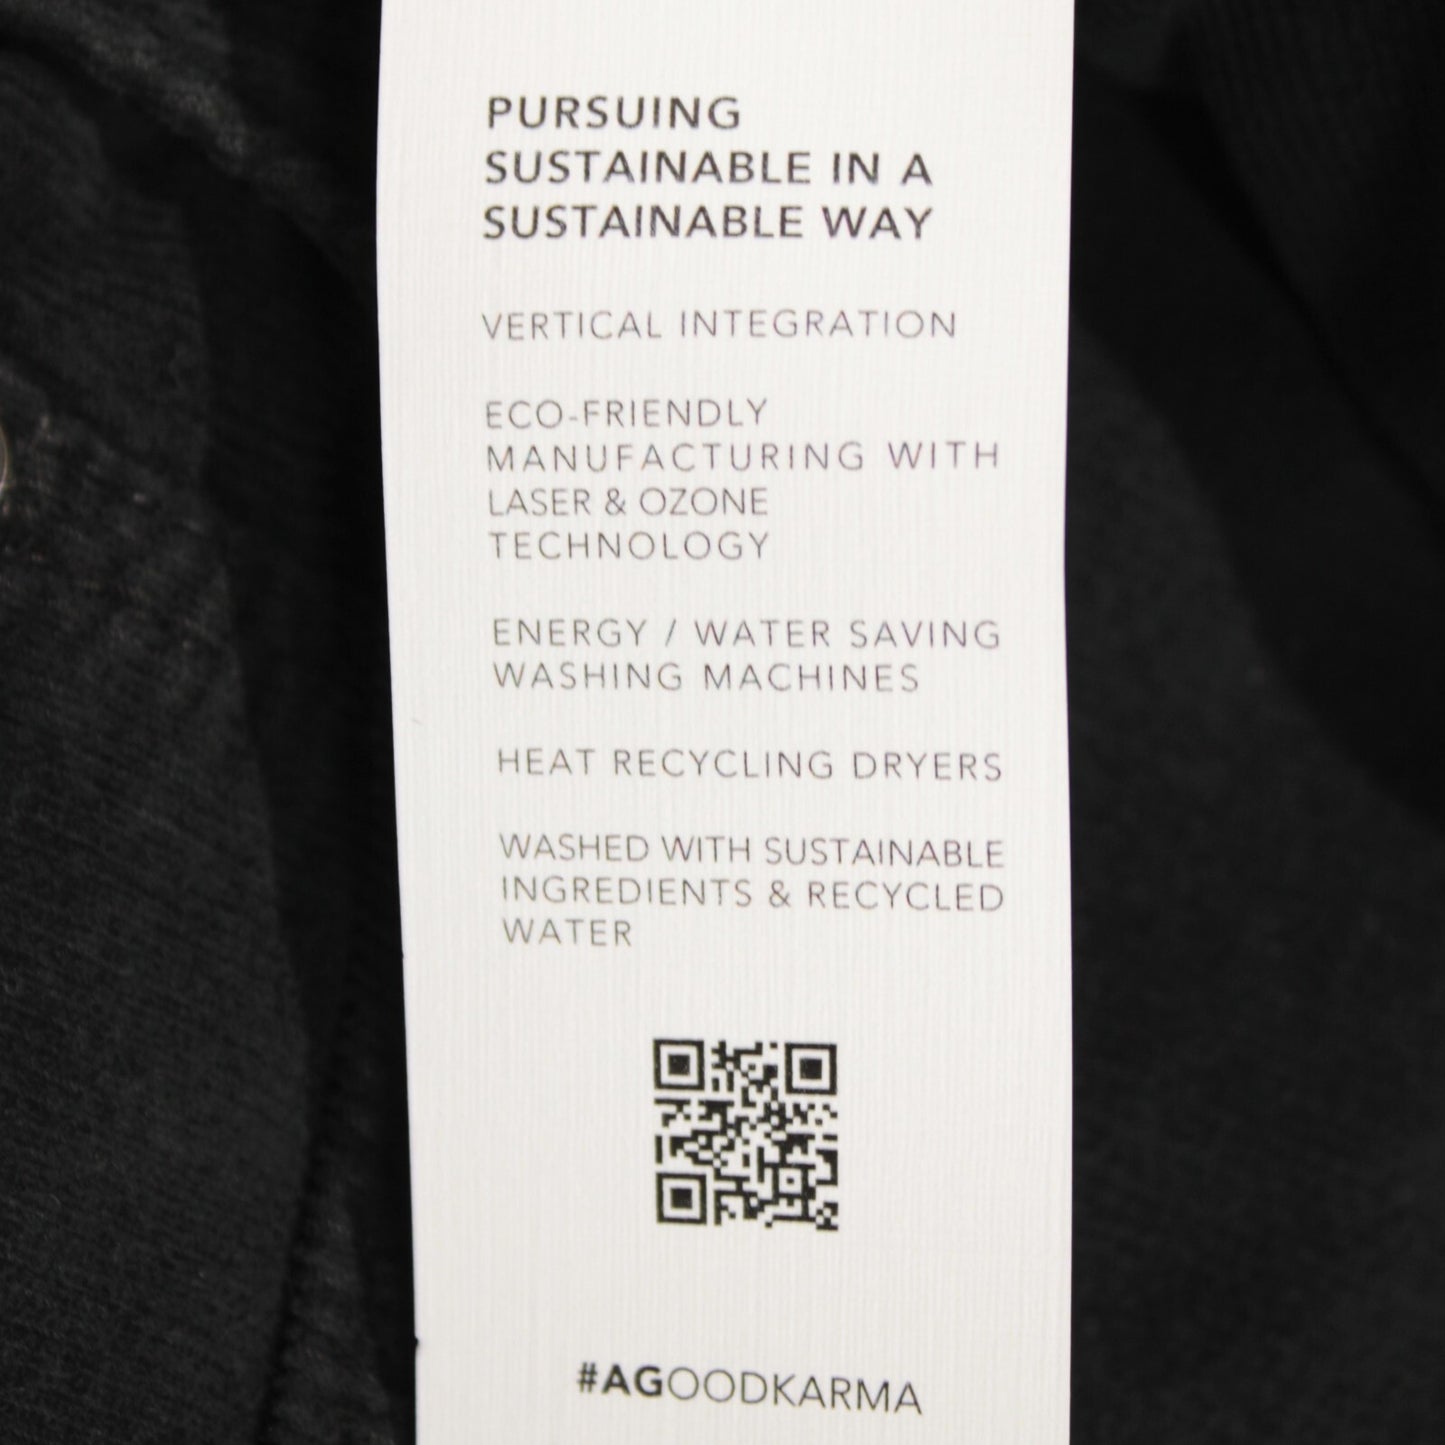 PURSUING
SUSTAINABLE IN A
SUSTAINABLE WAY
VERTICAL INTEGRATION
ECO-FRIENDLY
MANUFACTURING WITH
LASER & OZONE
TECHNOLOGY
ENERGY / WATER SAVING
WASHING MACHINES
HEAT RECYCLING DRYERS
WASHED WITH SUSTAINABLE
INGREDIENTS & RECYCLED
WATER
#AGOODKARMA